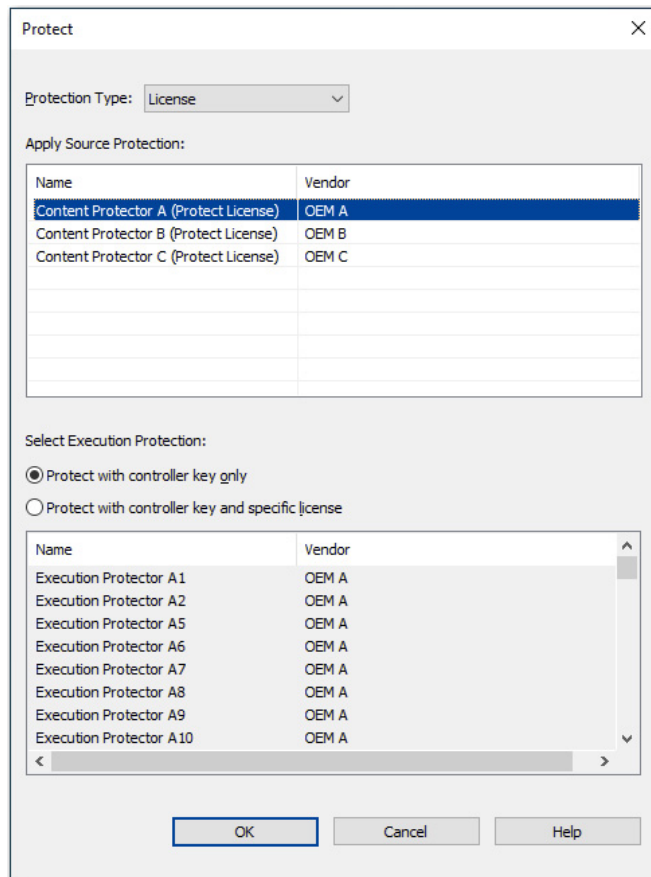 Protect
Protection Type: License
Apply Source Protection:
Name Vendor
Content Protector A (Protect License) OEM A
Content Protector B (Protect License) OEM B
Content Protector C (Protect License) OEM C
Select Execution Protection:
Protect with controller key only
Protect with controller key and specific license
Name Vendor
Execution Protector A1 OEM A
Execution Protector A2 OEM A
Execution Protector A5 OEM A
Execution Protector A6 OEM A
Execution Protector A7 OEM A
Execution Protector A8 OEM A
Execution Protector A9 OEM A
Execution Protector A10 OEM A
OK Cancel Help